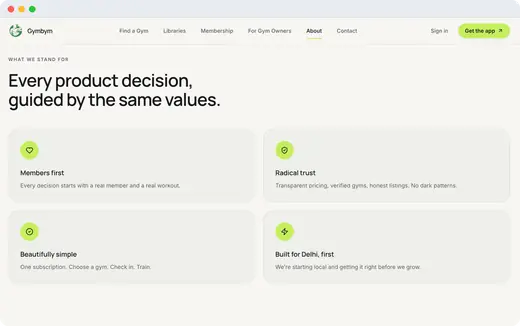 Gymbym
Find a Gym
Libraries
Membership
For Gym Owners
About
Contact
Sign in
Get the app ↗
WHAT WE STAND FOR
Every product decision,
guided by the same values.
Members first
Every decision starts with a real member and a real workout.
Radical trust
Transparent pricing, verified gyms, honest listings. No dark patterns.
Beautifully simple
One subscription. Choose a gym. Check in. Train.
Built for Delhi, first
We're starting local and getting it right before we grow.